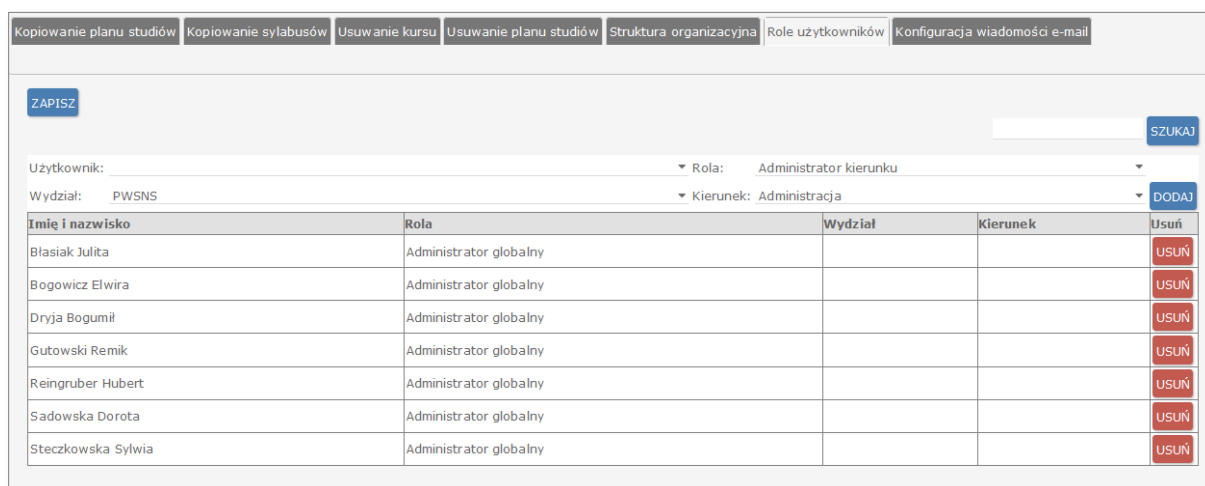 Kopiowanie planu studiów Kopiowanie sylabusów Usuwanie kursu Usuwanie planu studiów Struktura organizacyjna Role użytkowników Konfiguracja wiadomości e-mail
ZAPISZ
SZUKAJ
Użytkownik: Rola: Administrator kierunku
Wydział: PWSNS Kierunek: Administracja DODAJ
Imię i nazwisko Rola Wydział Kierunek Usuń
Błasiak Julita Administrator globalny USUŃ
Bogowicz Elwira Administrator globalny USUŃ
Dryja Bogumił Administrator globalny USUŃ
Gutowski Remik Administrator globalny USUŃ
Reingruber Hubert Administrator globalny USUŃ
Sadowska Dorota Administrator globalny USUŃ
Steczkowska Sylwia Administrator globalny USUŃ